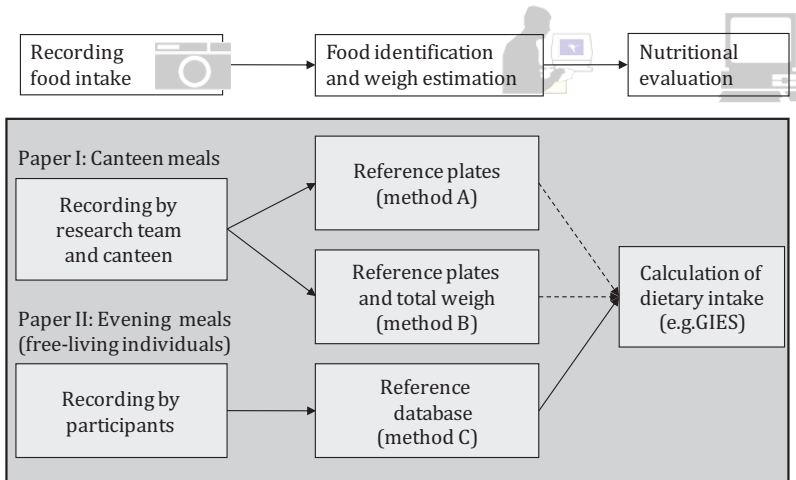 Recording
food intake
Food identification
and weigh estimation
Nutritional
evaluation
Paper I: Canteen meals
Recording by
research team
and canteen
Reference plates
(method A)
Reference plates
and total weigh
(method B)
Calculation of
dietary intake
(e.g.GIES)
Paper II: Evening meals
(free-living individuals)
Recording by
participants
Reference
database
(method C)